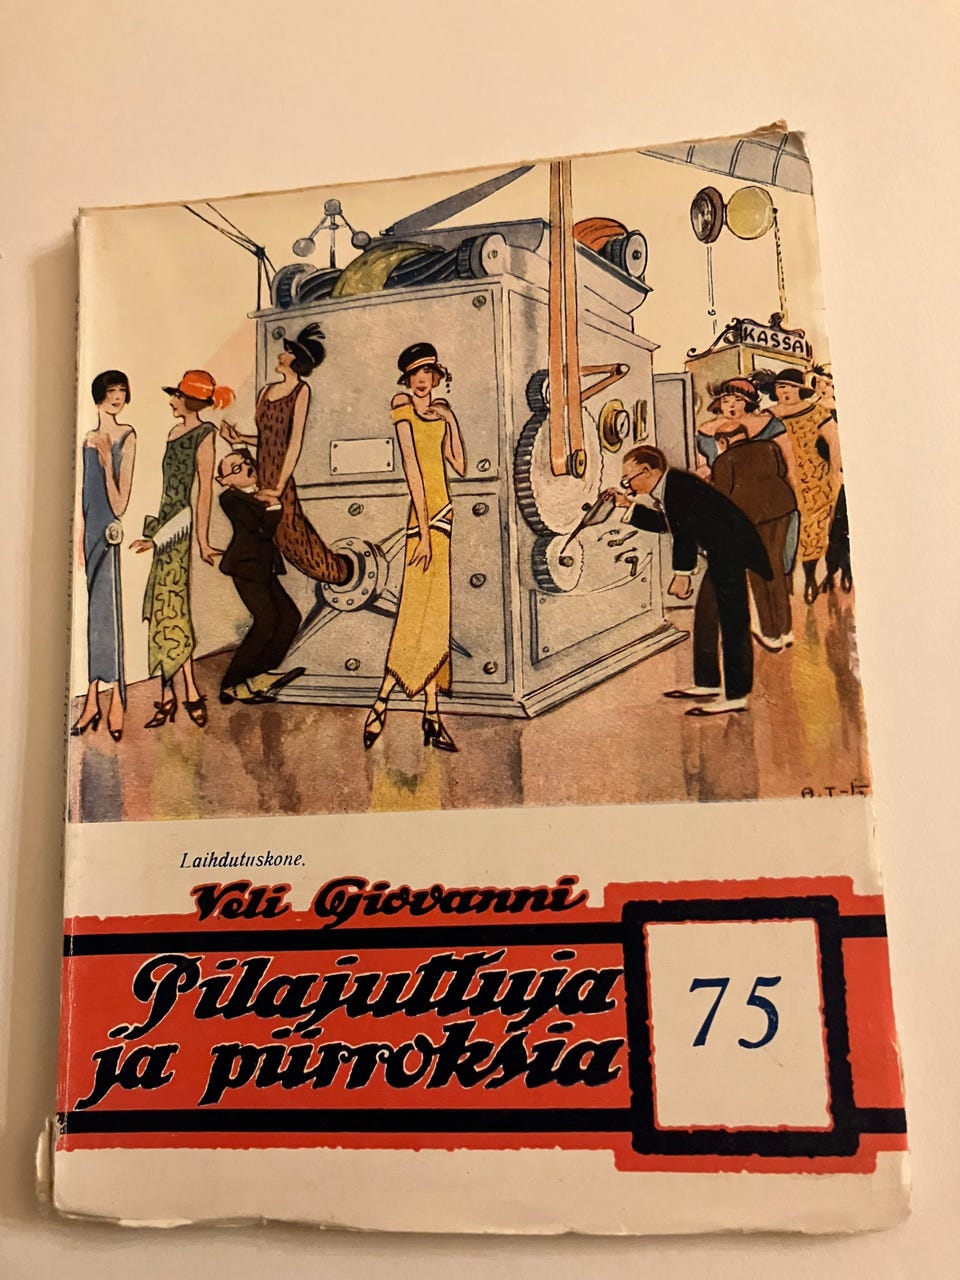 KASSA
A.T-G.
Laihdutuskone.
Veli Giovanni
Pilajuttuja
ja piirroksia
75